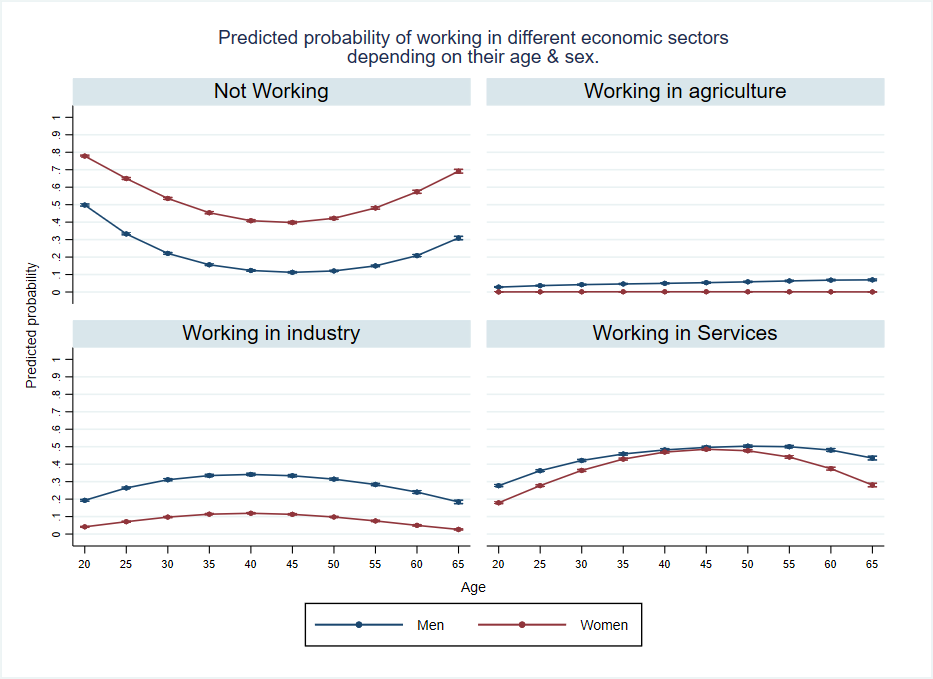 Predicted probability of working in different economic sectors
depending on their age & sex.
Not Working
Working in agriculture
1
.9
.8
.7
.6
.5
.4
.3
.2
.1
0
Predicted probability
Working in industry
Working in Services
1
.9
.8
.7
.6
.5
.4
.3
.2
.1
0
20 25 30 35 40 45 50 55 60 65
20 25 30 35 40 45 50 55 60 65
Age
Men
Women